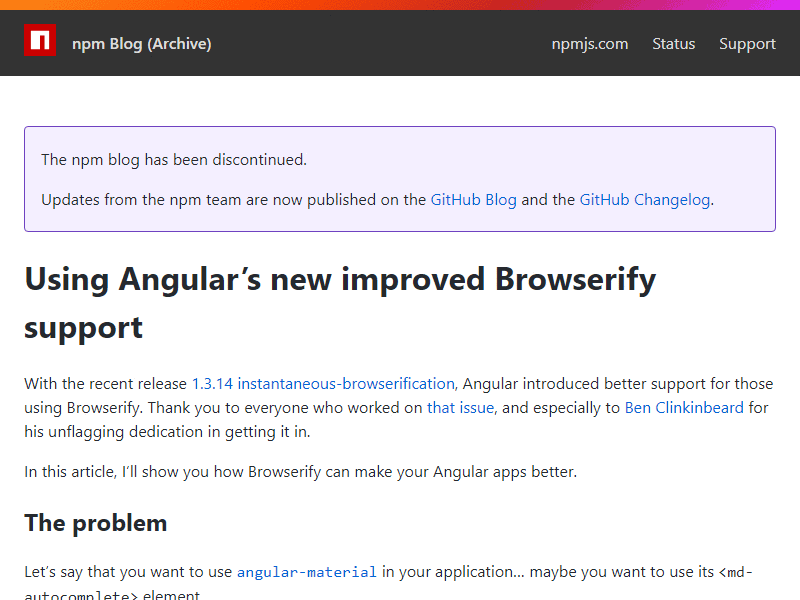 npm Blog (Archive)
npmjs.com Status Support
The npm blog has been discontinued.
Updates from the npm team are now published on the GitHub Blog and the GitHub Changelog.
Using Angular’s new improved Browserify
support
With the recent release 1.3.14 instantaneous-browserification, Angular introduced better support for those
using Browserify. Thank you to everyone who worked on that issue, and especially to Ben Clinkinbeard for
his unflagging dedication in getting it in.
In this article, I’ll show you how Browserify can make your Angular apps better.
The problem
Let’s say that you want to use angular-material in your application… maybe you want to use its <md-
autocomplete> element